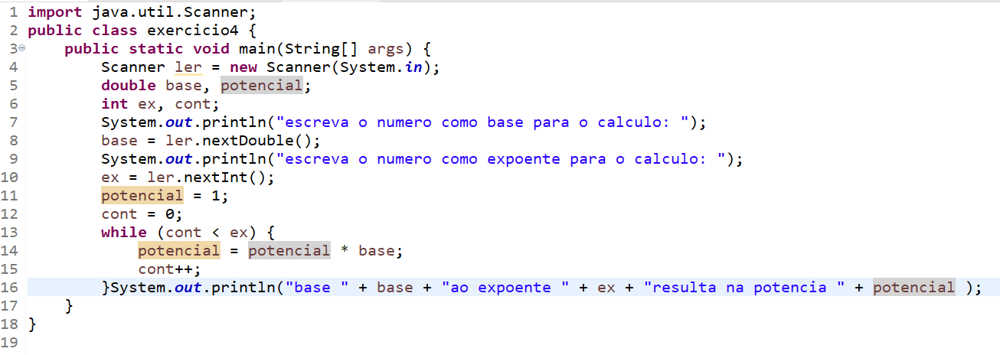 1 import java.util.Scanner;
2 public class exercicio4 {
3 public static void main(String[] args) {
4 Scanner ler = new Scanner(System.in);
5 double base, potencial;
6 int ex, cont;
7 System.out.println("escreva o numero como base para o calculo: ");
8 base = ler.nextDouble();
9 System.out.println("escreva o numero como expoente para o calculo: ");
10 ex = ler.nextInt();
11 potencial = 1;
12 cont = 0;
13 while (cont < ex) {
14 potencial = potencial * base;
15 cont++;
16 }System.out.println("base " + base + "ao expoente " + ex + "resulta na potencia " + potencial );
17 }
18 }
19